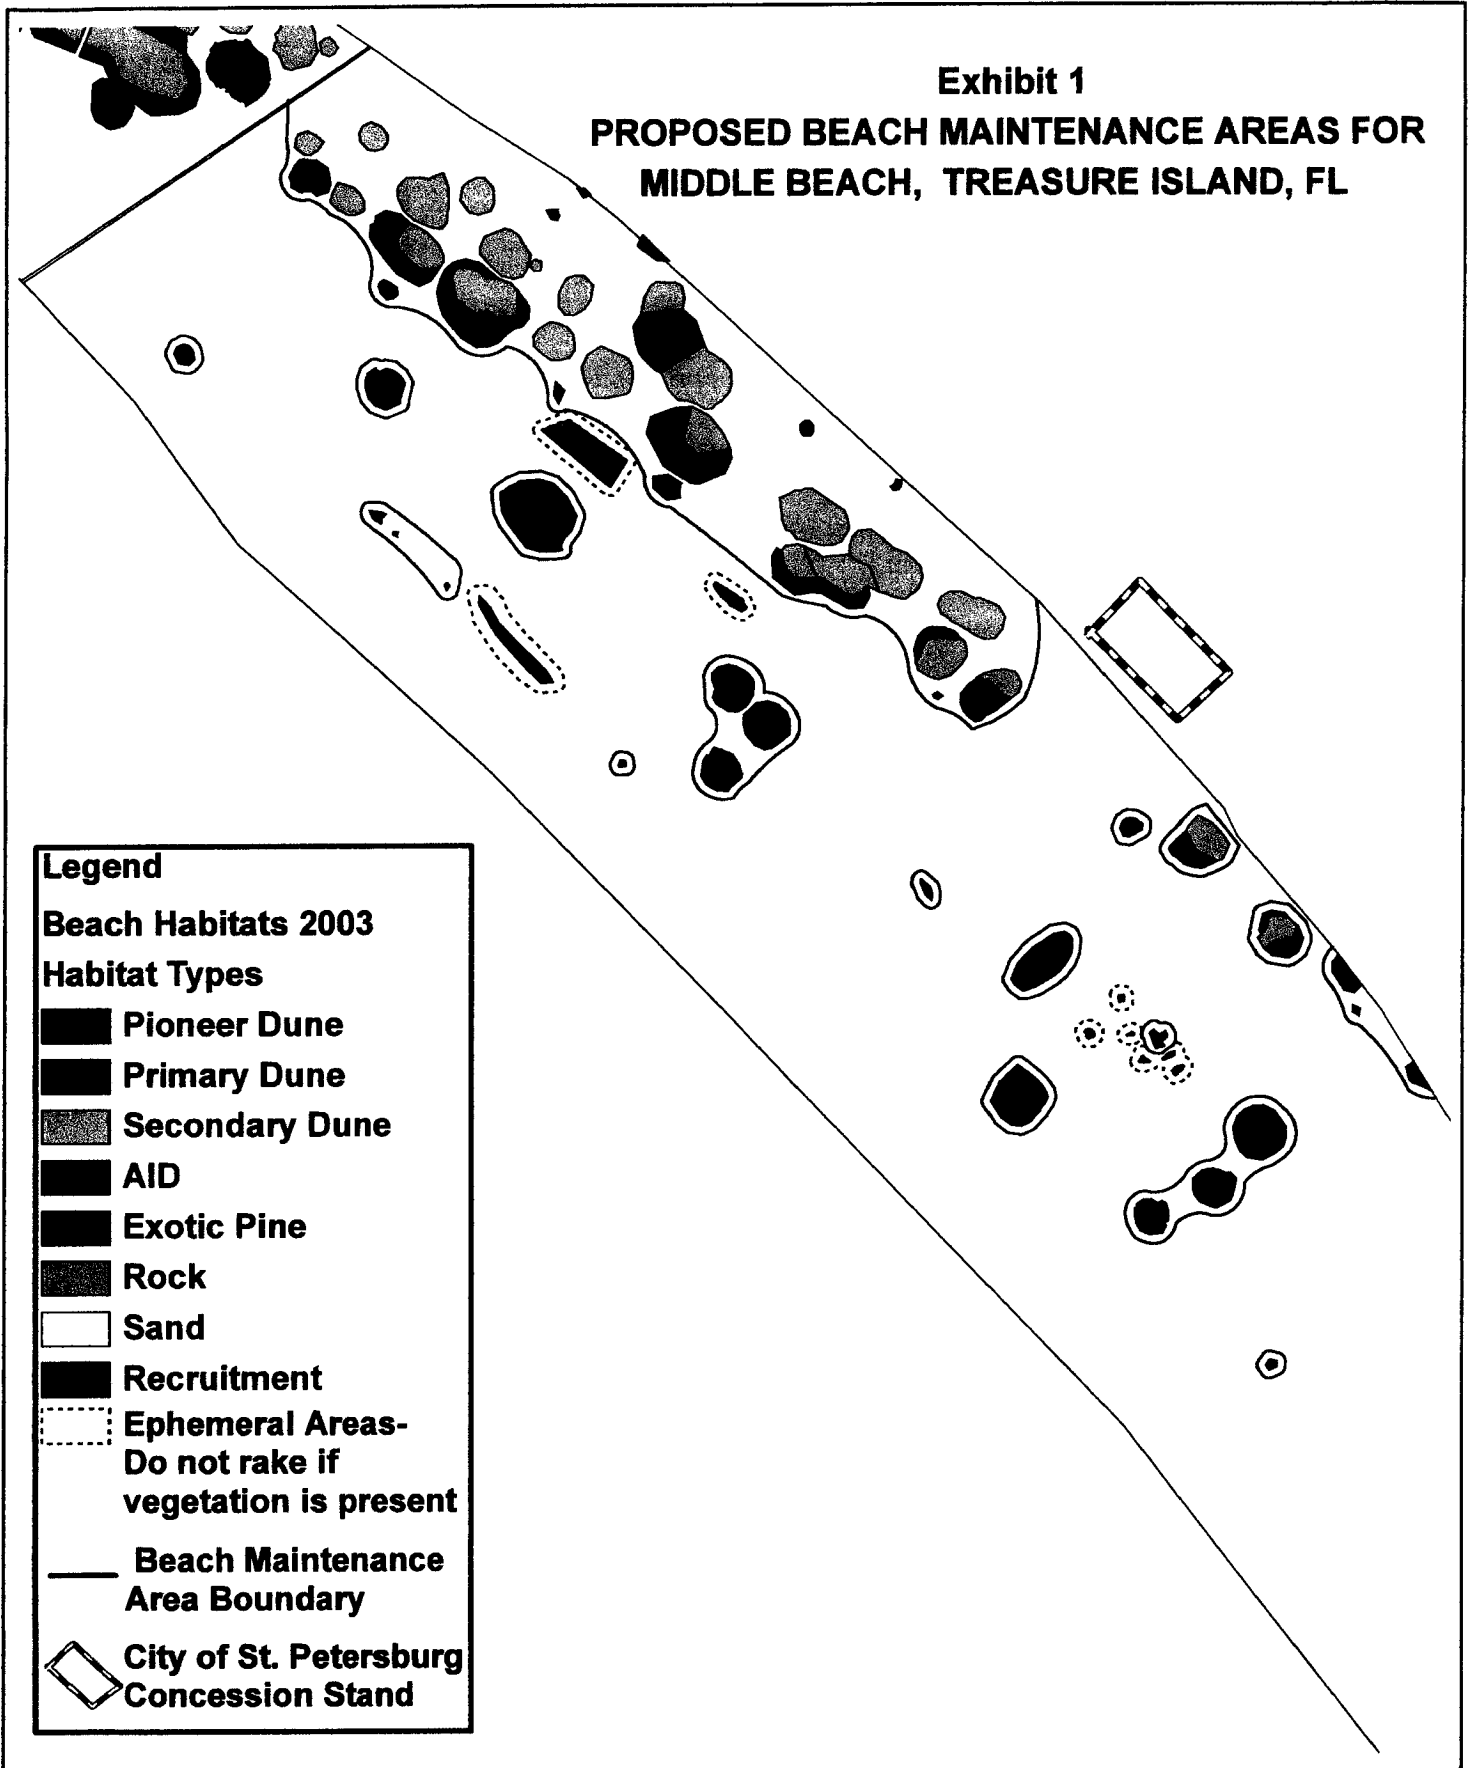 Exhibit 1
PROPOSED BEACH MAINTENANCE AREAS FOR
MIDDLE BEACH, TREASURE ISLAND, FL
Legend
Beach Habitats 2003
Habitat Types
Pioneer Dune
Primary Dune
Secondary Dune
AID
Exotic Pine
Rock
Sand
Recruitment
Ephemeral Areas-
Do not rake if
vegetation is present
Beach Maintenance
Area Boundary
City of St. Petersburg
Concession Stand